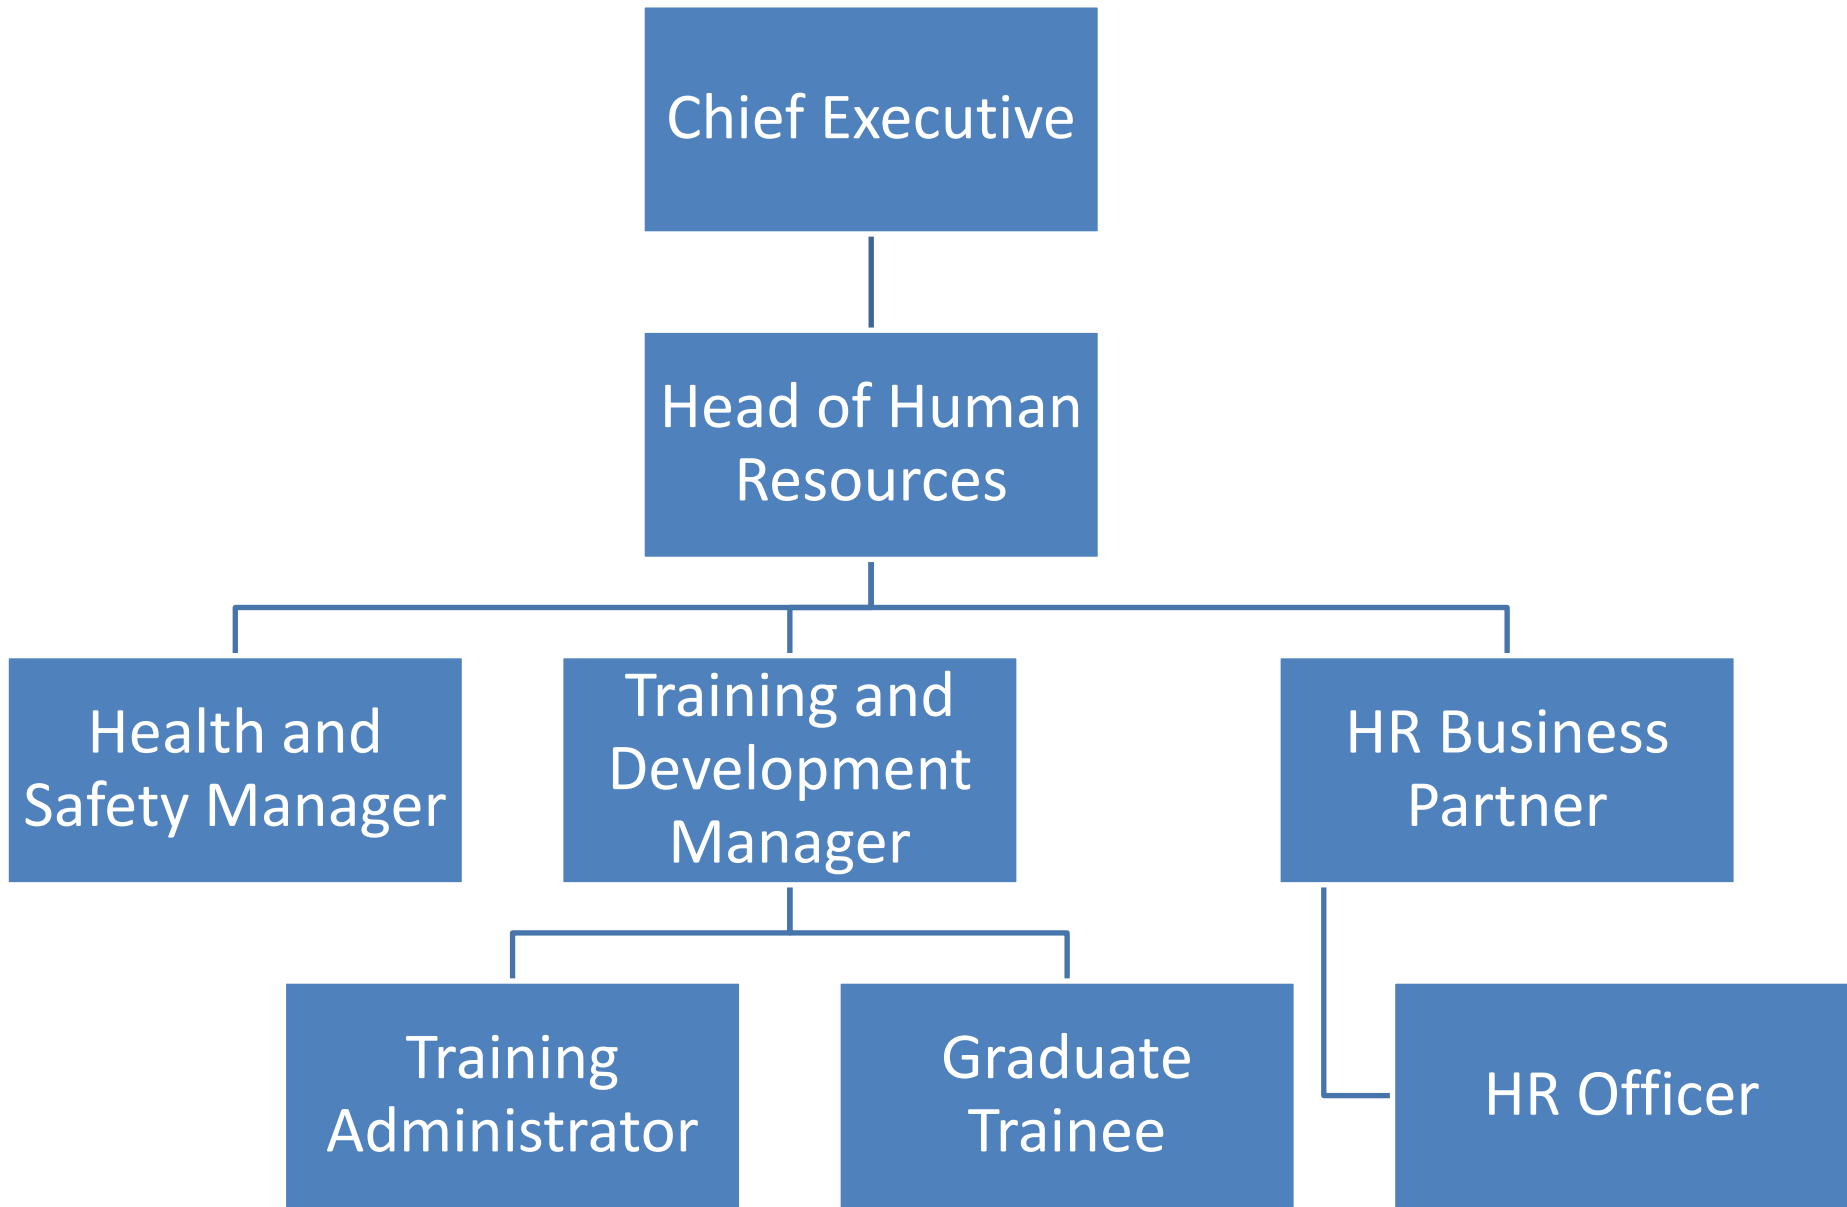 Chief Executive
Head of Human
Resources
Health and
Safety Manager
Training and
Development
Manager
HR Business
Partner
Training
Administrator
Graduate
Trainee
HR Officer